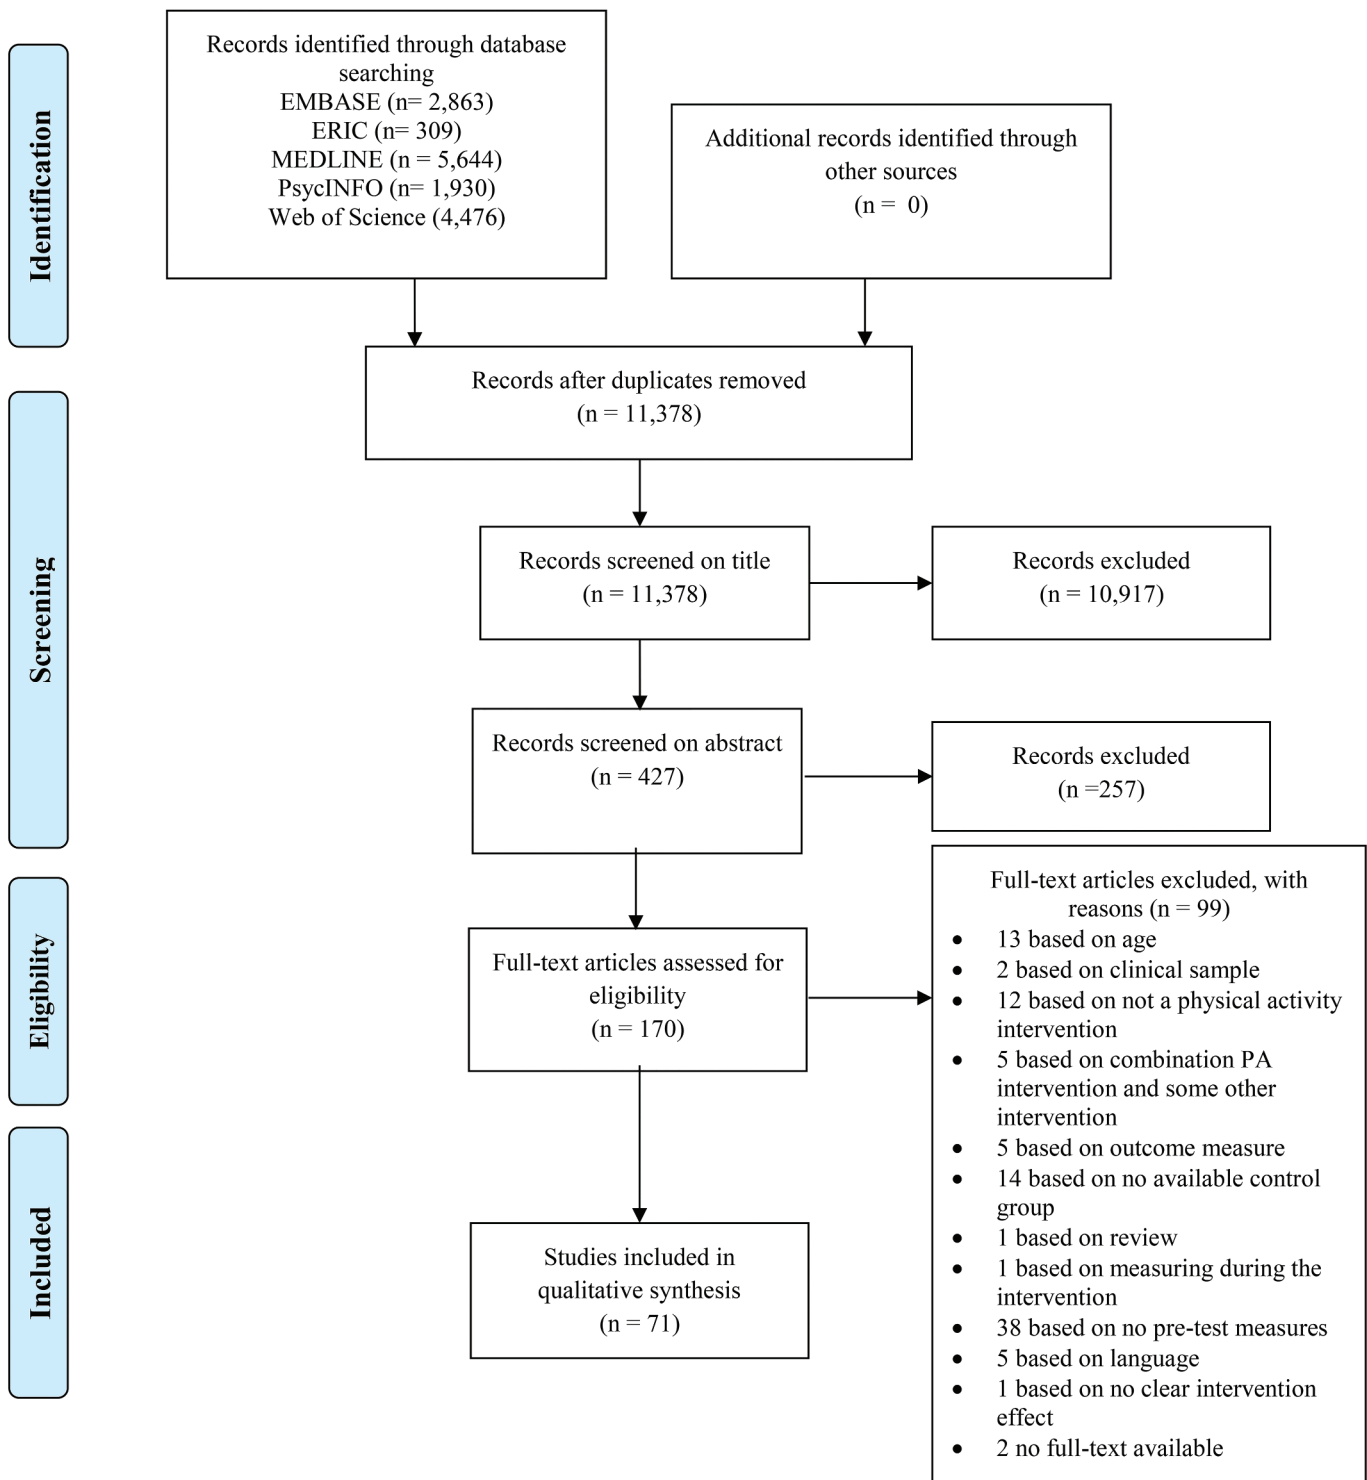 Identification
Records identified through database
searching
EMBASE (n= 2,863)
ERIC (n= 309)
MEDLINE (n = 5,644)
PsycINFO (n= 1,930)
Web of Science (4,476)
Additional records identified through
other sources
(n =  0)
Records after duplicates removed
(n = 11,378)
Screening
Records screened on title
(n = 11,378)
Records excluded
(n = 10,917)
Records screened on abstract
(n = 427)
Records excluded
(n =257)
Eligibility
Full-text articles assessed for
eligibility
(n = 170)
Full-text articles excluded, with
reasons (n = 99)
• 13 based on age
• 2 based on clinical sample
• 12 based on not a physical activity
intervention
• 5 based on combination PA
intervention and some other
intervention
• 5 based on outcome measure
• 14 based on no available control
group
• 1 based on review
• 1 based on measuring during the
intervention
• 38 based on no pre-test measures
• 5 based on language
• 1 based on no clear intervention
effect
• 2 no full-text available
Included
Studies included in
qualitative synthesis
(n = 71)